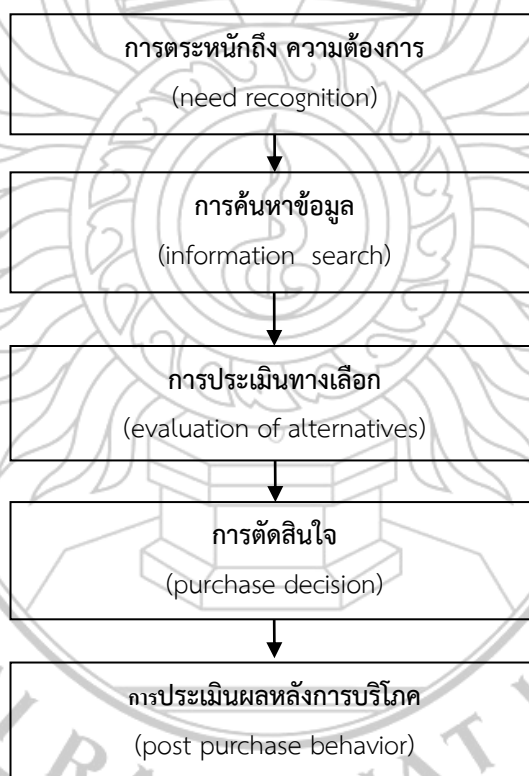 การตระหนักถึง ความต้องการ
(need recognition)
การค้นหาข้อมูล
(information search)
การประเมินทางเลือก
(evaluation of alternatives)
การตัดสินใจ
(purchase decision)
การประเมินผลหลังการบริโภค
(post purchase behavior)